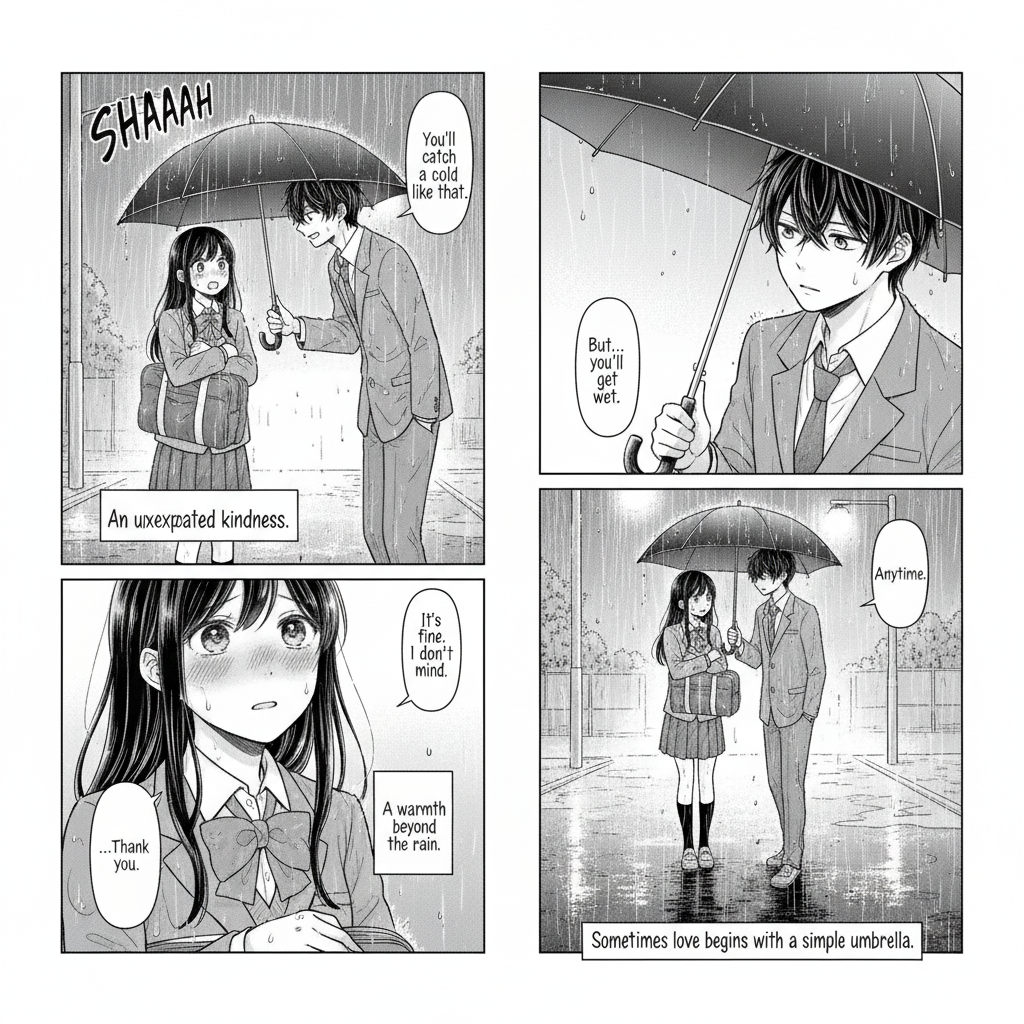 SHAAAH
You'll
catch
a cold
like that.
An uxexpated kindness.
But...
you'll
get
wet.
It's
fine.
I don't
mind.
A warmth
beyond
the rain.
...Thank
you.
Anytime.
Sometimes love begins with a simple umbrella.